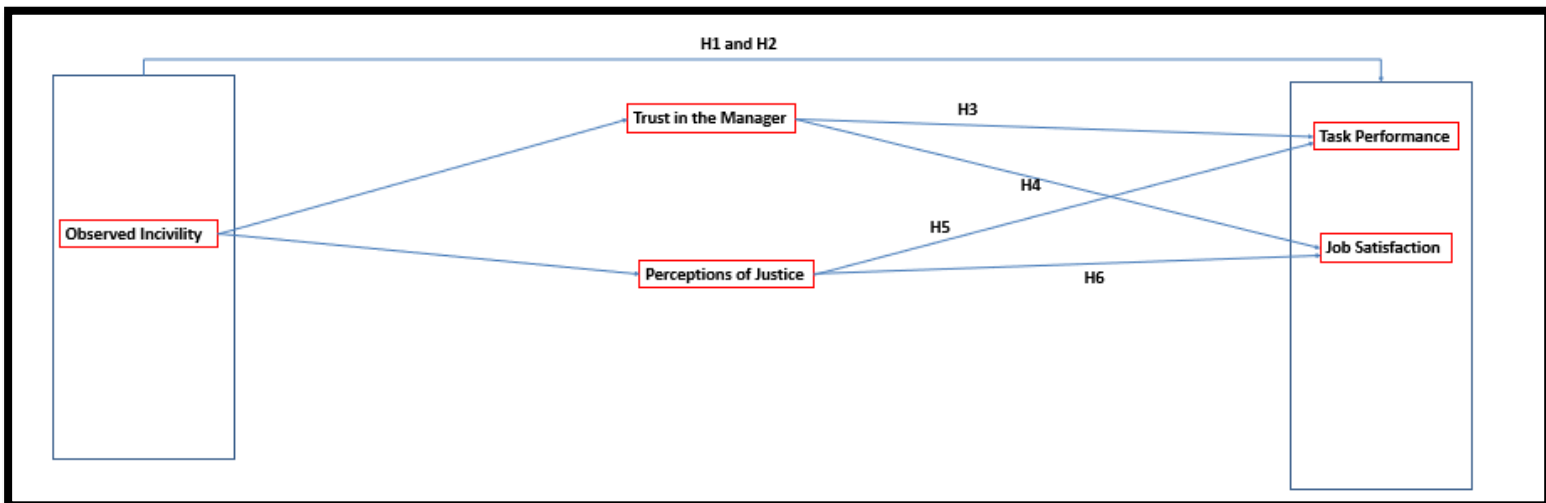 H1 and H2
Trust in the Manager
H3
Task Performance
H4
Observed Incivility
H5
Job Satisfaction
Perceptions of Justice
H6